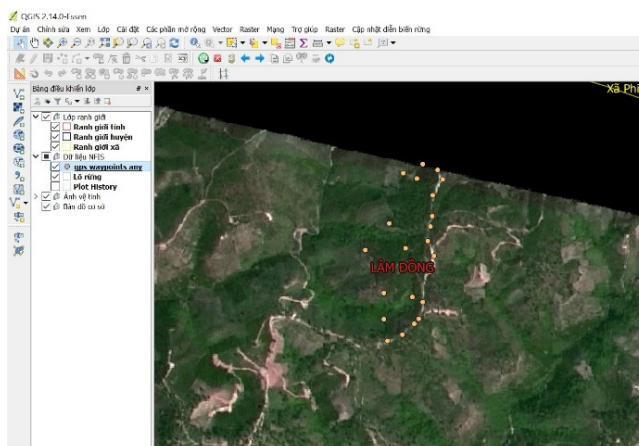 QGIS 2.14.0-Essen
Dự án Chỉnh sửa Xem Lớp Cài đặt Các phần mở rộng Vector Raster Mạng Trợ giúp Raster Cập nhật diễn biến rừng
Bảng điều khiển lớp
Lớp ranh giới
Ranh giới tỉnh
Ranh giới huyện
Ranh giới xã
Dữ liệu NFIS
gps waypoints any
Lô rừng
Plot History
Ảnh vệ tinh
Bản đồ cơ sở
Xã Phi
LÂM ĐỒNG